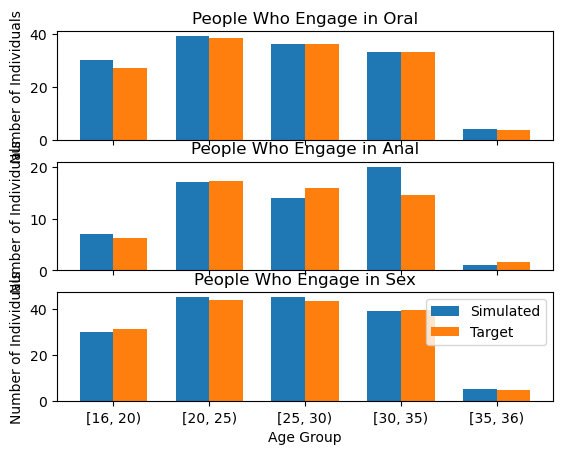 People Who Engage in Oral
Number of Individuals
40
20
0
People Who Engage in Anal
Number of Individuals
20
10
0
People Who Engage in Sex
Number of Individuals
40
20
0
Simulated
Target
[16, 20)
[20, 25)
[25, 30)
[30, 35)
[35, 36)
Age Group